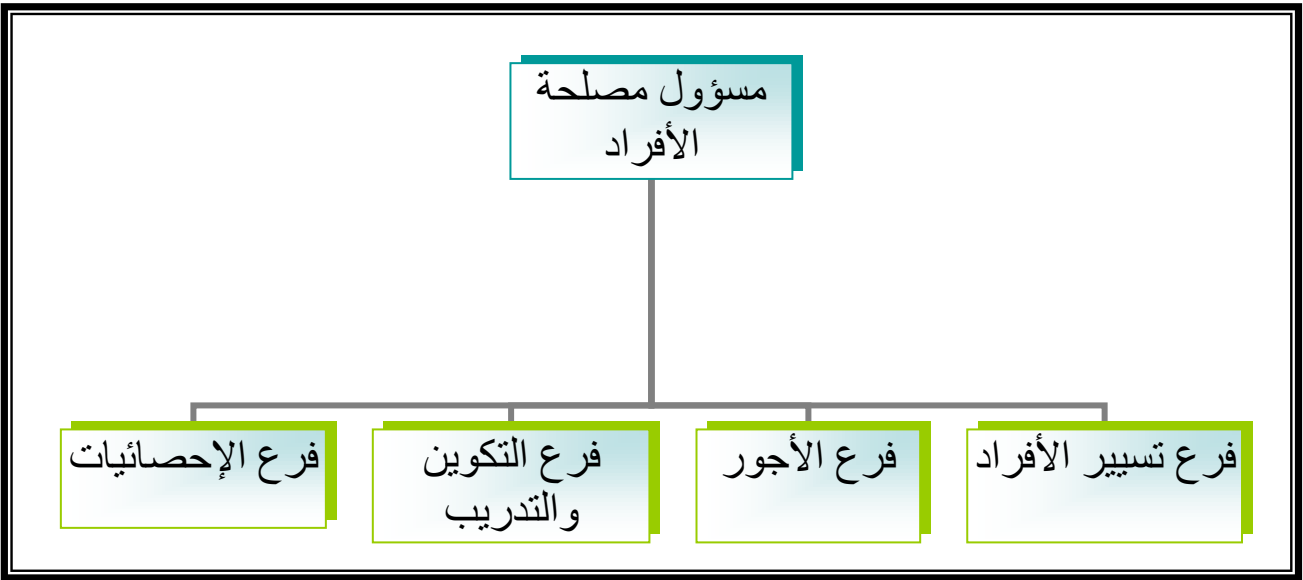 مسؤول مصلحة
الأفراد
فرع تسيير الأفراد
فرع الأجور
فرع التكوين
والتدريب
فرع الإحصائيات